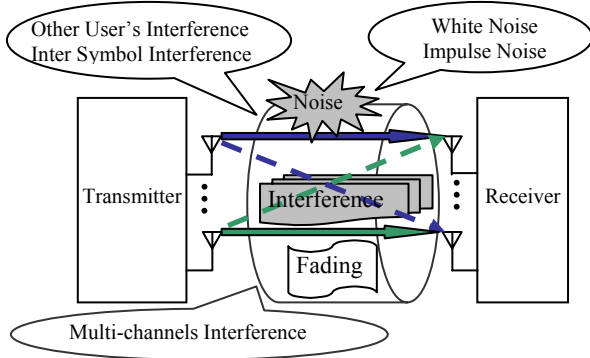 Other User's Interference
Inter Symbol Interference
White Noise
Impulse Noise
Noise
Transmitter
Interference
Receiver
Fading
Multi-channels Interference